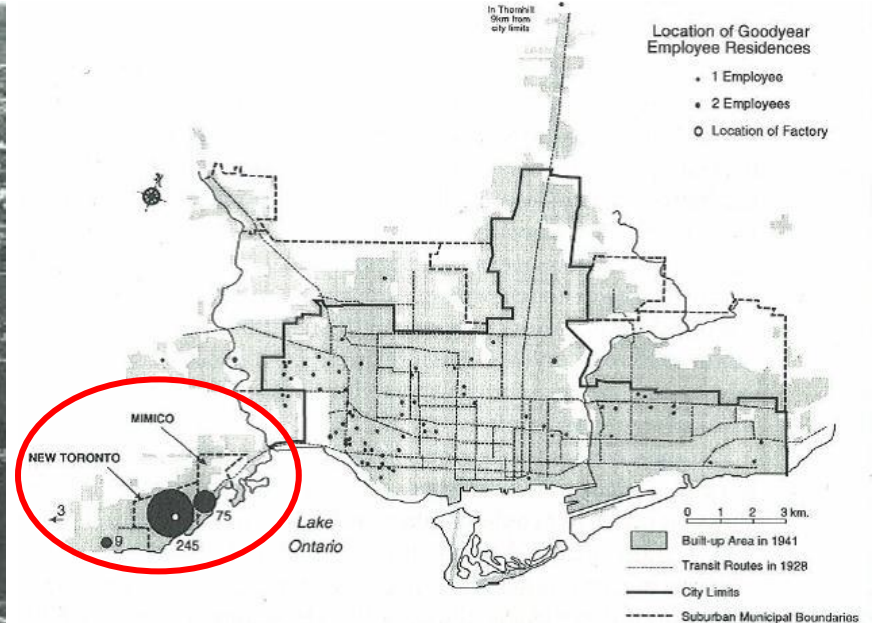 In Thornhill
9km from
city limits
Location of Goodyear
Employee Residences
1 Employee
2 Employees
Location of Factory
MIMICO
NEW TORONTO
3
75
9
245
Lake
Ontario
0 1 2 3 km.
Built-up Area in 1941
Transit Routes in 1928
City Limits
Suburban Municipal Boundaries